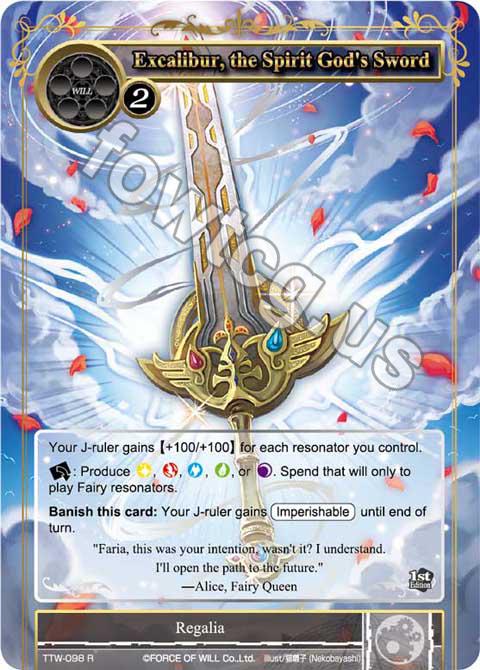 Excalibur, the Spirit God's Sword
WILL
2
fowtcg.us
Your J-ruler gains 【+100/+100】 for each resonator you control.
: Produce , , , , or . Spend that will only to
play Fairy resonators.
Banish this card: Your J-ruler gains Imperishable until end of
turn.
"Faria, this was your intention, wasn't it? I understand.
I'll open the path to the future."
—Alice, Fairy Queen
1st
Edition
Regalia
TTW-098 R
©FORCE OF WILL Co.,Ltd.
illust/猫囃子 (Nekobayashi)